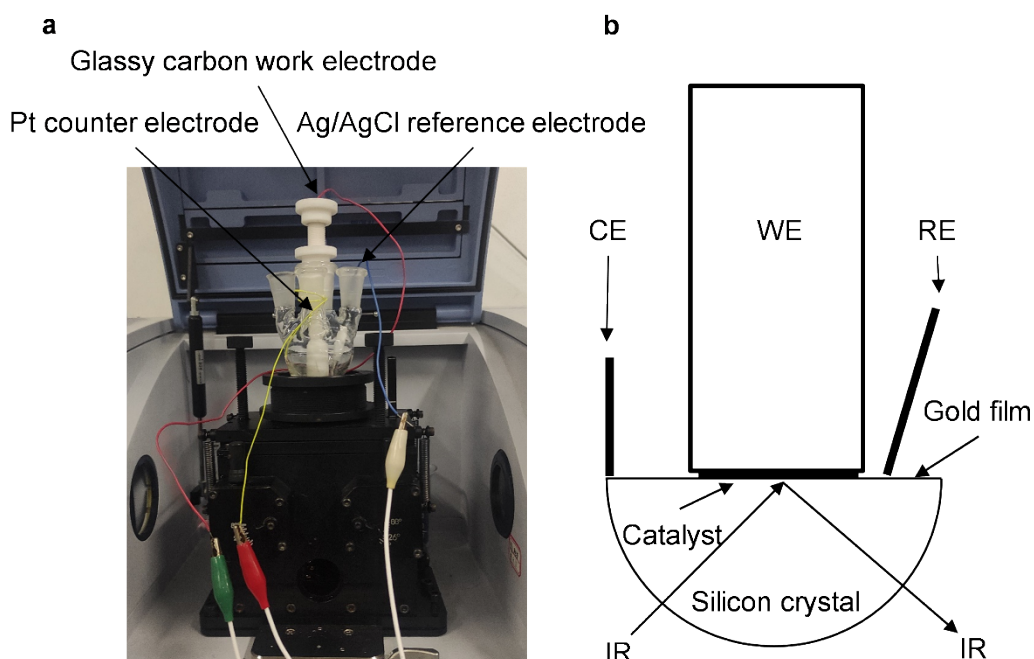 a
Glassy carbon work electrode
Pt counter electrode
Ag/AgCl reference electrode
b
CE
WE
RE
Gold film
Catalyst
Silicon crystal
IR
IR